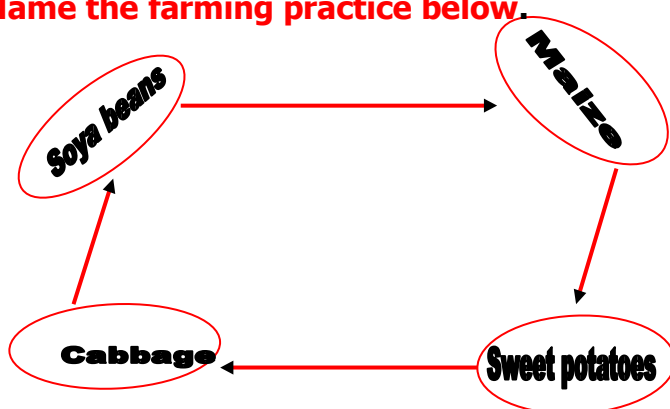 lame the farming practice below.
Soya beans
Maize
Cabbage
Sweet potatoes